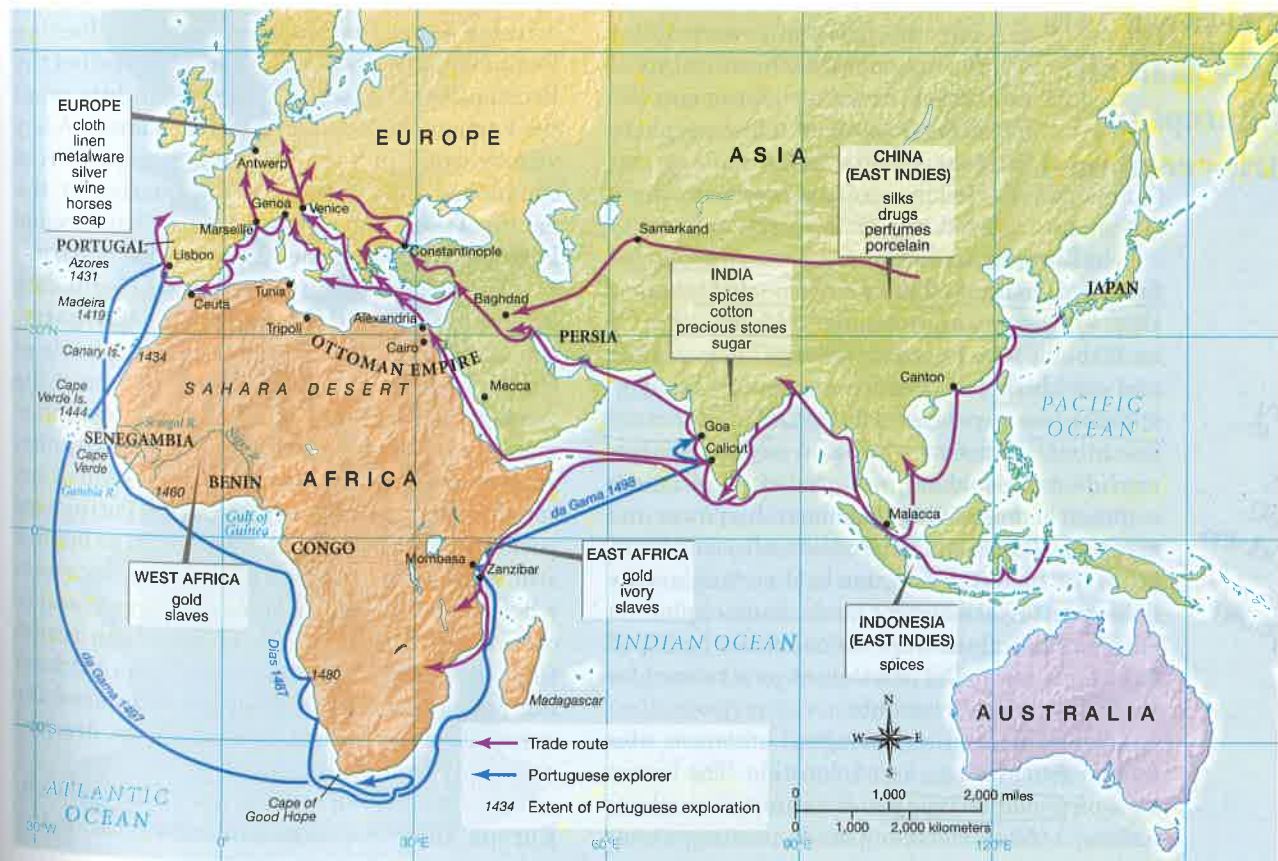 EUROPE
cloth
linen
metalware
silver
wine
horses
soap
EUROPE
ASIA
CHINA
(EAST INDIES)
silks
drugs
perfumes
porcelain
Antwerp
Genoa
Venice
Marseille
PORTUGAL
Lisbon
Azores
1431
Constantinople
Samarkand
INDIA
spices
cotton
precious stones
sugar
Madeira
1419
Ceuta
Tunis
Tripoli
Alexandria
Cairo
Baghdad
PERSIA
JAPAN
30°N
Canary Is.
1434
OTTOMAN EMPIRE
SAHARA DESERT
Mecca
Canton
Cape
Verde Is.
1444
PACIFIC
OCEAN
Senegal R.
SENEGAMBIA
Niger R.
Cape
Verde
Gambia R.
1460
BENIN
AFRICA
Goa
Calicut
da Gama 1498
Gulf of
Guinea
CONGO
Malacca
0°
Mombasa
Zanzibar
EAST AFRICA
gold
ivory
slaves
WEST AFRICA
gold
slaves
INDIAN OCEAN
INDONESIA
(EAST INDIES)
spices
da Gama 1497
Dias 1487
1480
Madagascar
AUSTRALIA
30°S
N
W
E
S
Trade route
Portuguese explorer
1434 Extent of Portuguese exploration
0 1,000 2,000 miles
0 1,000 2,000 kilometers
ATLANTIC
OCEAN
Cape of
Good Hope
30°W
0°
30°E
60°E
90°E
120°E